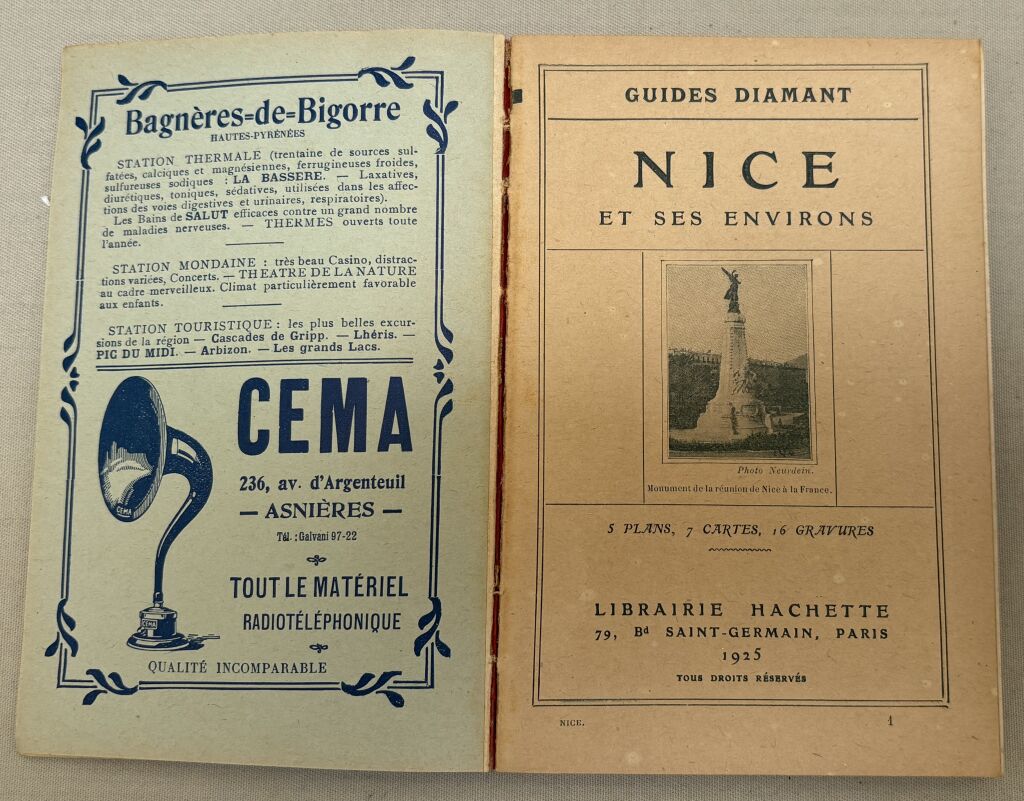 Bagnères=de=Bigorre
HAUTES-PYRÉNÉES
STATION THERMALE (trentaine de sources sul-
fatées, calciques et magnésiennes, ferrugineuses froides,
sulfureuses sodiques : LA BASSERE. — Laxatives,
diurétiques, toniques, sédatives, utilisées dans les affec-
tions des voies digestives et urinaires, respiratoires).
Les Bains de SALUT efficaces contre un grand nombre
de maladies nerveuses. — THERMES ouverts toute
l'année.
STATION MONDAINE : très beau Casino, distrac-
tions variées, Concerts. — THEATRE DE LA NATURE
au cadre merveilleux. Climat particulièrement favorable
aux enfants.
STATION TOURISTIQUE : les plus belles excur-
sions de la région — Cascades de Gripp. — Lhéris. —
PIC DU MIDI. — Arbizon. — Les grands Lacs.
CEMA
236, av. d'Argenteuil
— ASNIÈRES —
Tél. : Galvani 97-22
TOUT LE MATÉRIEL
RADIOTÉLÉPHONIQUE
CEMA
CEMA
QUALITÉ INCOMPARABLE
GUIDES DIAMANT
NICE
ET SES ENVIRONS
Photo Neurdein.
Monument de la réunion de Nice à la France.
5 PLANS, 7 CARTES, 16 GRAVURES
LIBRAIRIE HACHETTE
79, Bd SAINT-GERMAIN, PARIS
1925
TOUS DROITS RÉSERVÉS
NICE. 1